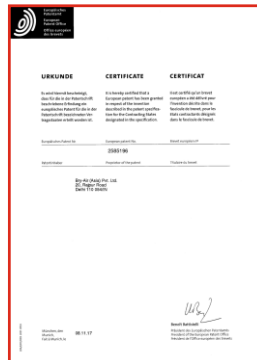 Europäisches
Patentamt
European
Patent Office
Office européen
des brevets
URKUNDE
CERTIFICATE
CERTIFICAT
Es wird hiermit bescheinigt,
dass für die in der Patentschrift
beschriebene Erfindung ein
europäisches Patent für die in der
Patentschrift bezeichneten Ver-
tragsstaaten erteilt worden ist.
It is hereby certified that a
European patent has been granted
in respect of the invention
described in the patent specifica-
tion for the Contracting States
designated in the specification.
Il est certifié qu'un brevet
européen a été délivré pour
l'invention décrite dans le
fascicule de brevet, pour les
Etats contractants désignés
dans le fascicule de brevet.
Europäisches Patent Nr.
European patent No.
Brevet européen n°
Patentinhaber
Proprietor of the patent
Titulaire du brevet
Bry-Air (Asia) Pvt. Ltd.
20, Rajpur Road
Delhi 110
Benoît Battistelli
Präsident des Europäischen Patentamts
President of the European Patent Office
Président de l'Office européen des brevets
München, den
Munich,
Fait à Munich, le
08.11.17